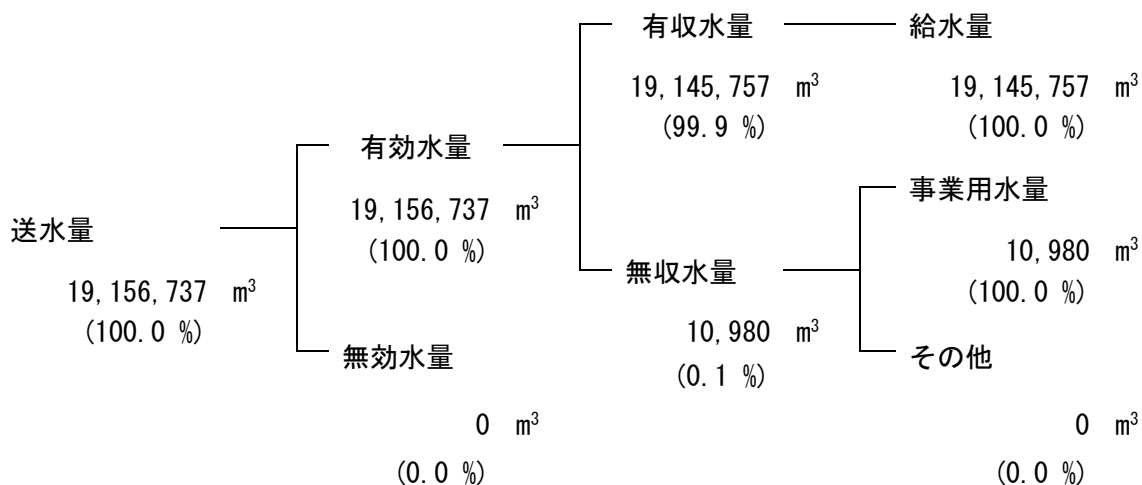 有収水量 給水量
19,145,757 m³ 19,145,757 m³
(99.9 %) (100.0 %)
有効水量
事業用水量
19,156,737 m³
送水量
(100.0 %)
10,980 m³
無収水量
19,156,737 m³
(100.0 %)
(100.0 %)
10,980 m³
無効水量
その他
(0.1 %)
0 m³ 0 m³
(0.0 %) (0.0 %)